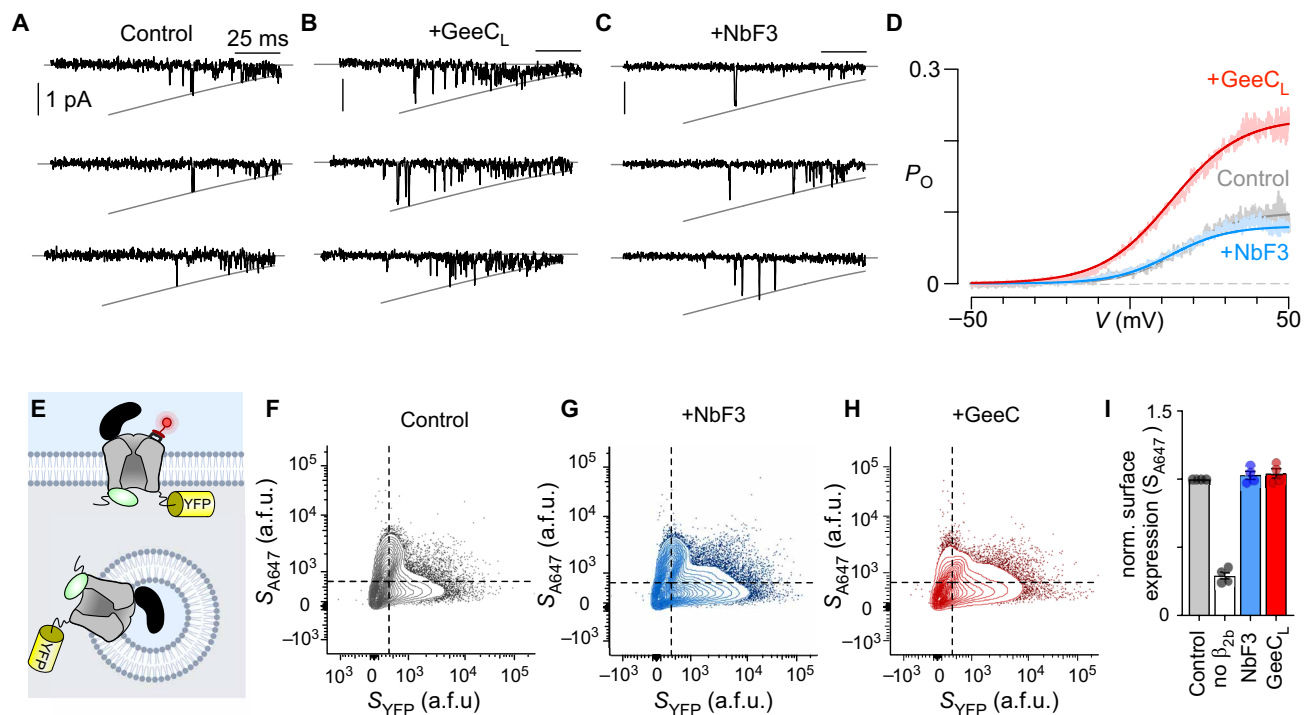 A
Control
25 ms
1 pA
B
+GeeC_L
C
+NbF3
D
0.3
P_O
0
+GeeC_L
Control
+NbF3
−50
V (mV)
50
E
YFP
YFP
F
Control
10^5
10^4
10^3
0
−10^3
S_A647 (a.f.u.)
10^3 0 10^3 10^4 10^5
S_YFP (a.f.u)
G
+NbF3
10^5
10^4
10^3
0
−10^3
S_A647 (a.f.u.)
10^3 0 10^3 10^4 10^5
S_YFP (a.f.u.)
H
+GeeC
10^5
10^4
10^3
0
−10^3
S_A647 (a.f.u.)
10^3 0 10^3 10^4 10^5
S_YFP (a.f.u.)
I
norm. surface
expression (S_A647)
1.5
0
Control
no β_2b
NbF3
GeeC_L